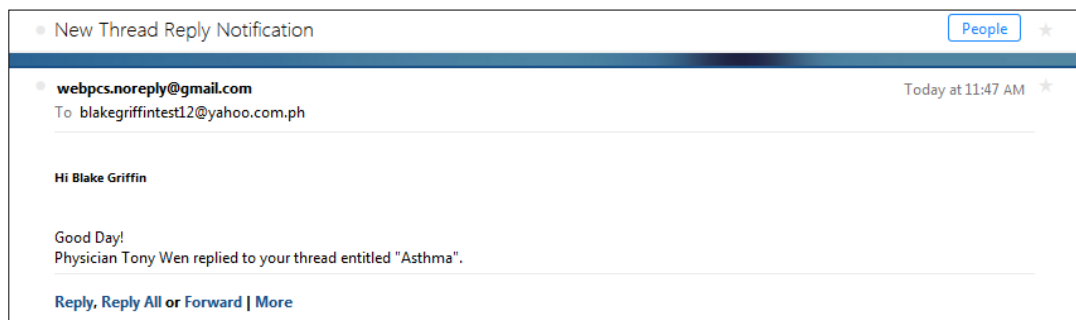 New Thread Reply Notification
People
webpcs.noreply@gmail.com
Today at 11:47 AM
To blakegriffintest12@yahoo.com.ph
Hi Blake Griffin
Good Day!
Physician Tony Wen replied to your thread entitled "Asthma".
Reply, Reply All or Forward | More